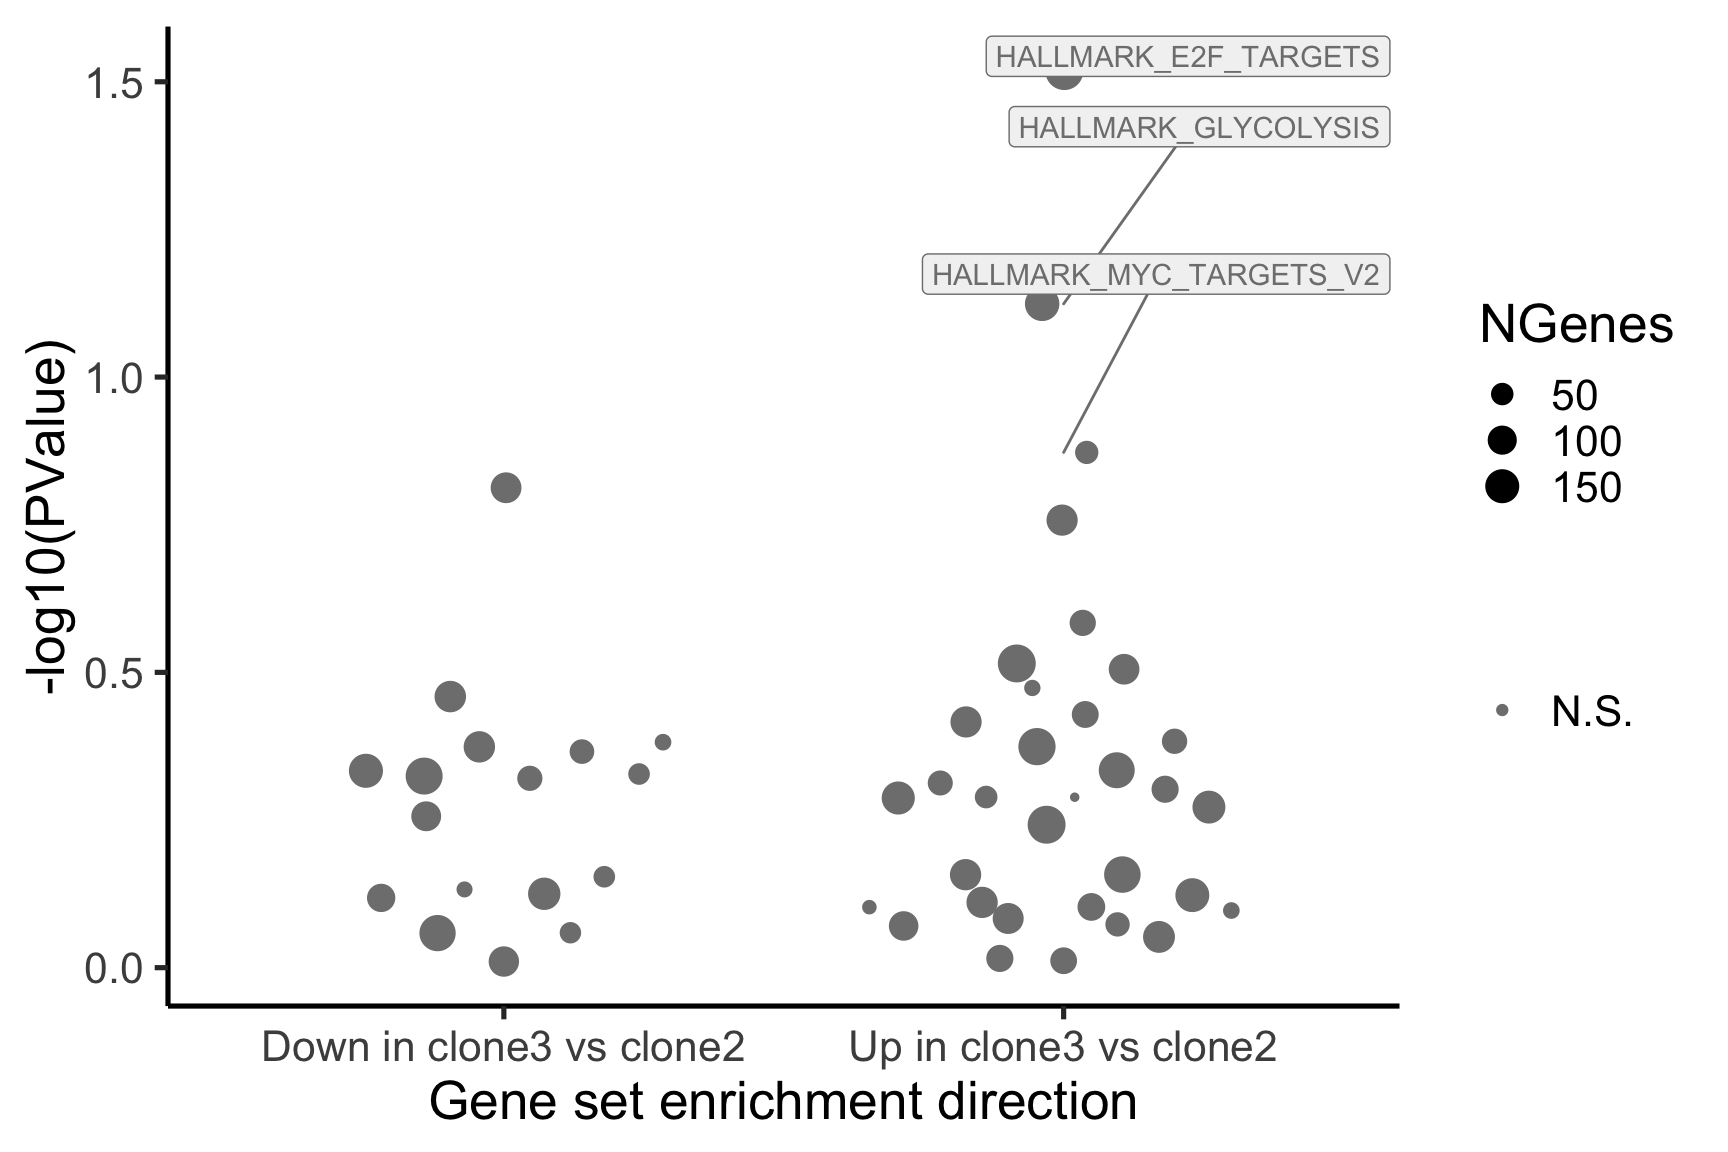 HALLMARK_E2F_TARGETS
HALLMARK_GLYCOLYSIS
HALLMARK_MYC_TARGETS_V2
1.5
1.0
0.5
0.0
-log10(PValue)
Down in clone3 vs clone2
Up in clone3 vs clone2
Gene set enrichment direction
NGenes
50
100
150
N.S.